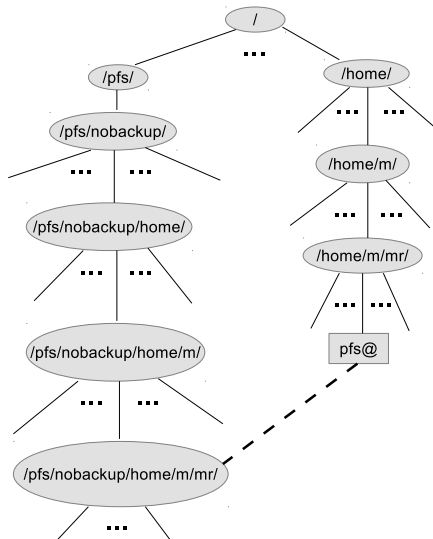 /
/pfs/
/home/
/pfs/nobackup/
/home/m/
/pfs/nobackup/home/
/home/m/mr/
/pfs/nobackup/home/m/
pfs@
/pfs/nobackup/home/m/mr/